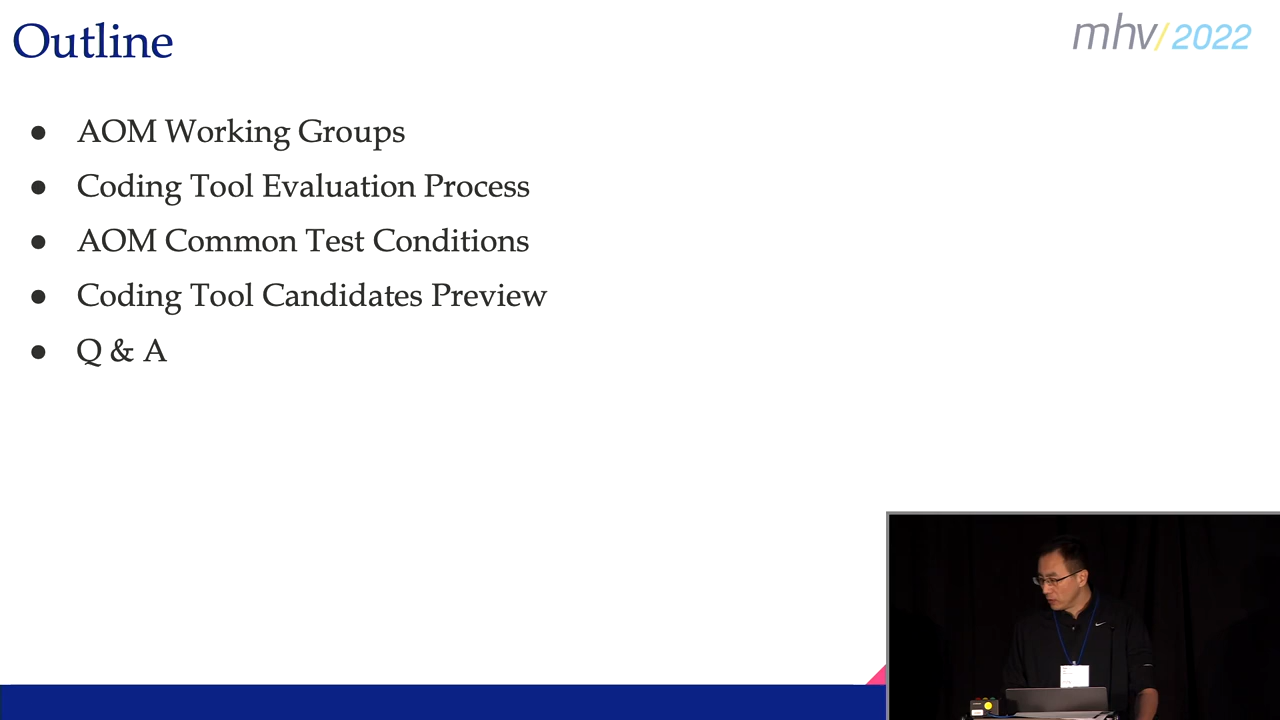 Outline
mhv/2022
● AOM Working Groups
● Coding Tool Evaluation Process
● AOM Common Test Conditions
● Coding Tool Candidates Preview
● Q & A